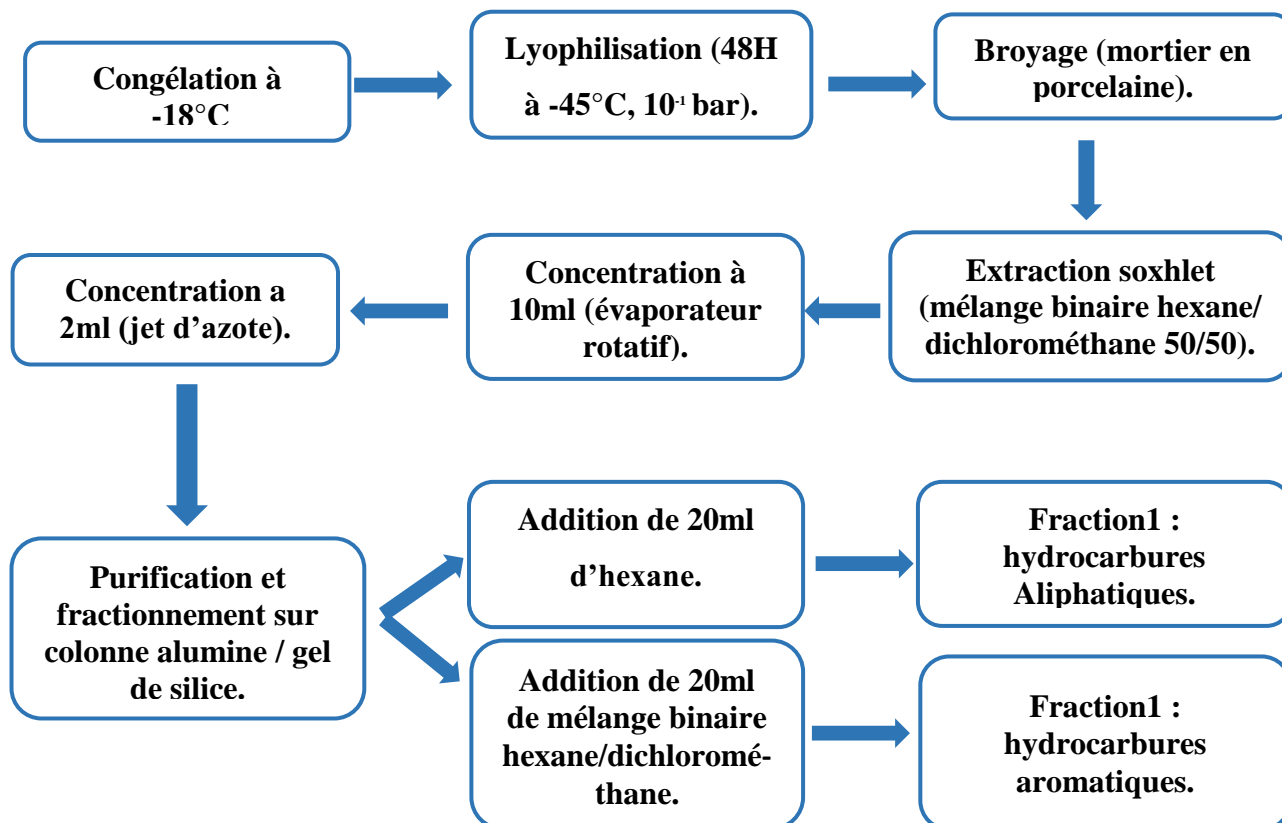 Congélation à
-18°C
Lyophilisation (48H
à -45°C, 10⁻¹ bar).
Broyage (mortier en
porcelaine).
Extraction soxhlet
(mélange binaire hexane/
dichlorométhane 50/50).
Concentration à
10ml (évaporateur
rotatif).
Concentration a
2ml (jet d’azote).
Purification et
fractionnement sur
colonne alumine / gel
de silice.
Addition de 20ml
d’hexane.
Fraction1 :
hydrocarbures
Aliphatiques.
Addition de 20ml
de mélange binaire
hexane/dichloromé-
thane.
Fraction1 :
hydrocarbures
aromatiques.